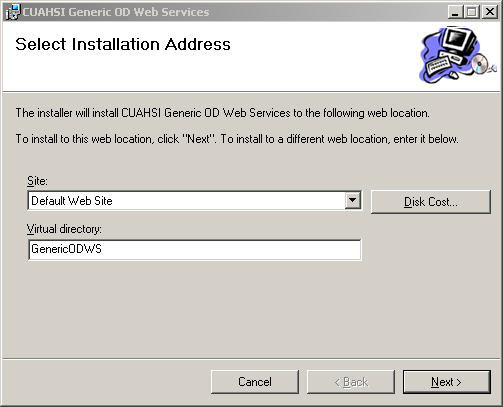 CUAHSI Generic OD Web Services
Select Installation Address
The installer will install CUAHSI Generic OD Web Services to the following web location.
To install to this web location, click "Next". To install to a different web location, enter it below.
Site:
Default Web Site
Disk Cost...
Virtual directory:
GenericODWS
Cancel
< Back
Next >